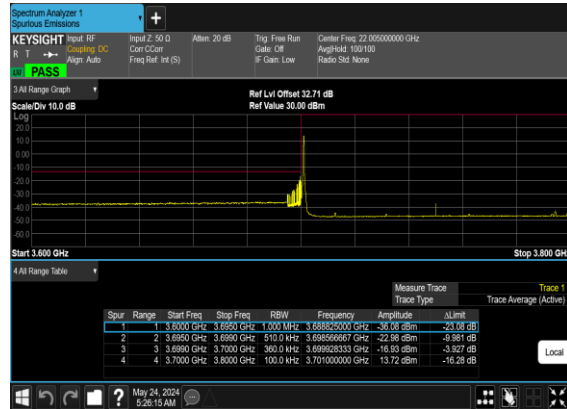 Spectrum Analyzer 1
Spurious Emissions
KEYSIGHT Input: RF Input Z: 50 Ω Atten: 20 dB Trig: Free Run Center Freq: 22.005000000 GHz
R T Coupling: DC Corr CCorr Gate: Off Avg|Hold: 100/100
Align: Auto Freq Ref: Int (S) IF Gain: Low Radio Std: None
PASS
3 All Range Graph
Ref Lvl Offset 32.71 dB
Scale/Div 10.0 dB Ref Value 30.00 dBm
Log
20.0
10.0
0.00
-10.0
-20.0
-30.0
-40.0
-50.0
-60.0
Start 3.600 GHz Stop 3.800 GHz
4 All Range Table
Measure Trace Trace 1
Trace Type Trace Average (Active)
Spur Range Start Freq Stop Freq RBW Frequency Amplitude ΔLimit
1 1 3.6000 GHz 3.6950 GHz 1.000 MHz 3.688825000 GHz -36.08 dBm -23.08 dB
2 2 3.6950 GHz 3.6990 GHz 510.0 kHz 3.698566667 GHz -22.98 dBm -9.981 dB
3 3 3.6990 GHz 3.7000 GHz 360.0 kHz 3.699928333 GHz -16.93 dBm -3.927 dB
4 4 3.7000 GHz 3.8000 GHz 100.0 kHz 3.701000000 GHz 13.72 dBm -16.28 dB
Local
May 24, 2024
5:26:15 AM